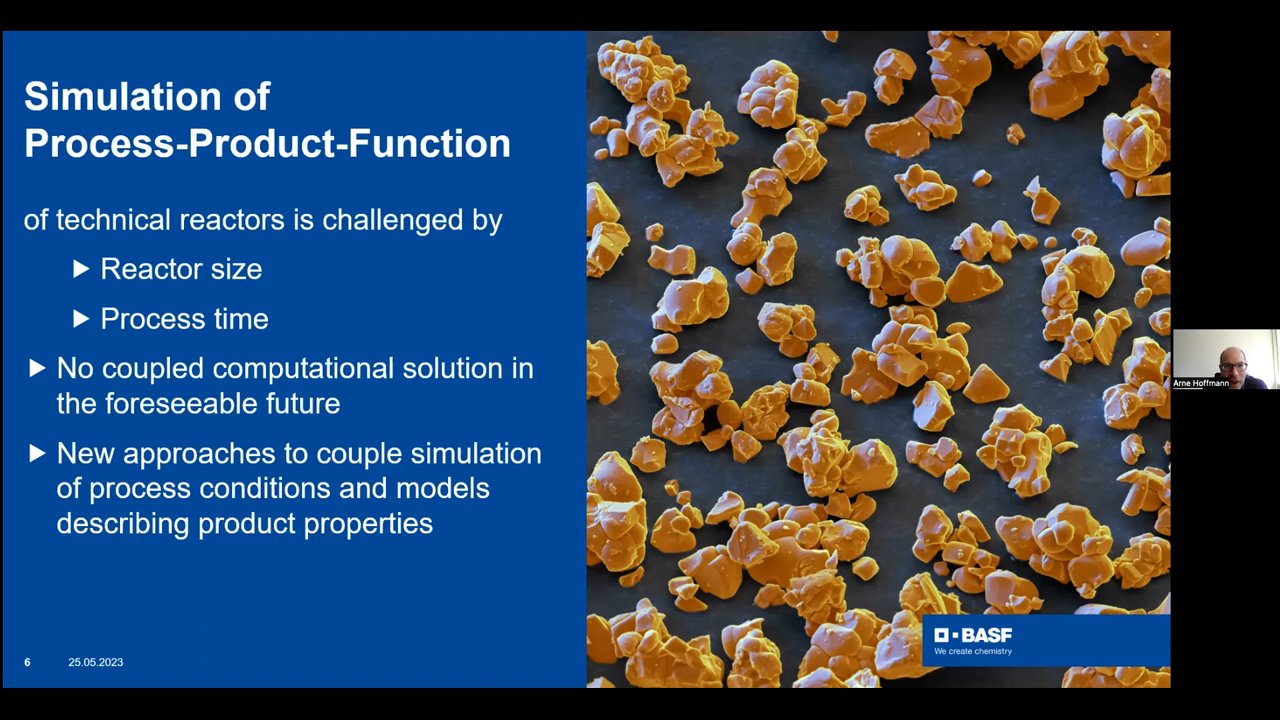 Simulation of
Process-Product-Function
of technical reactors is challenged by
Reactor size
Process time
No coupled computational solution in
the foreseeable future
New approaches to couple simulation
of process conditions and models
describing product properties
6 25.05.2023
BASF
We create chemistry
Arne Hoffmann